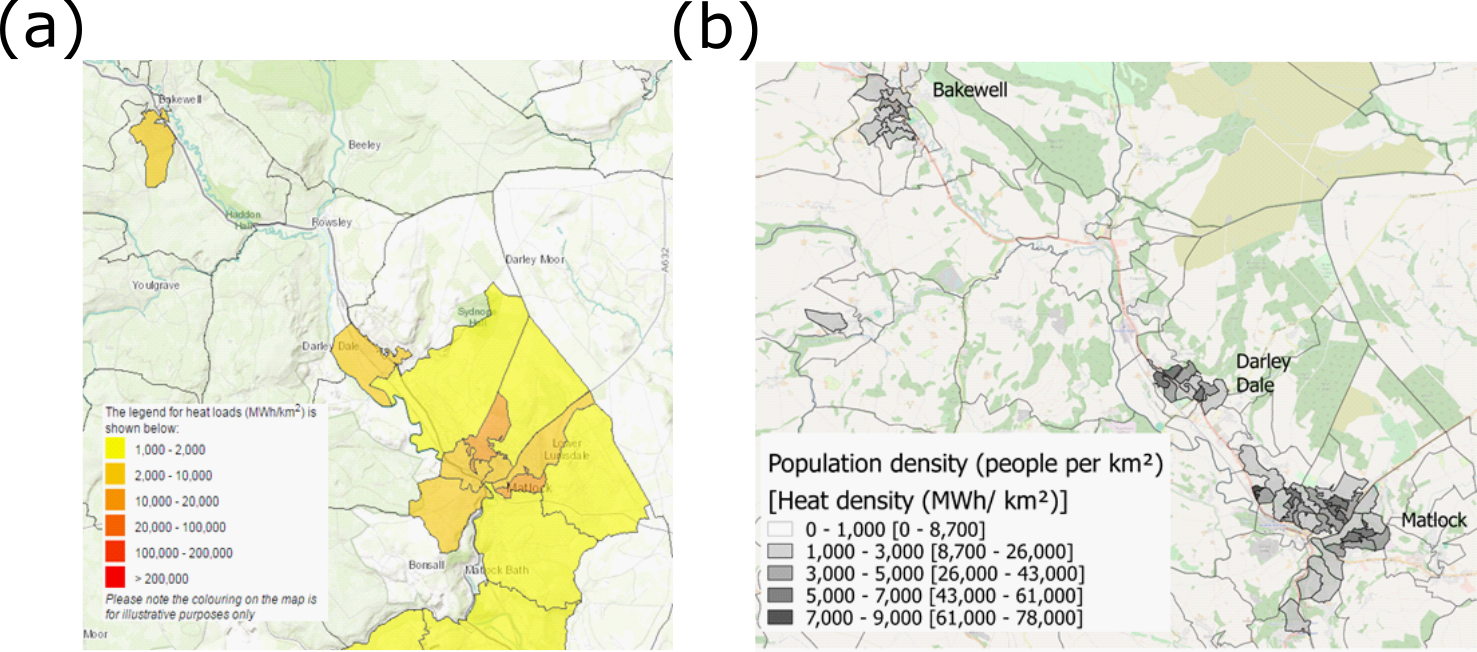 (a)
Bakewell
Beeley
Haddon
Hall
Rowsley
Darley Moor
A632
Youlgrave
Sydnop
Hall
Darley Dale
Lower
Lumsdale
Matlock
Bonsall
Matlock Bath
Moor
The legend for heat loads (MWh/km²) is
shown below:
1,000 - 2,000
2,000 - 10,000
10,000 - 20,000
20,000 - 100,000
100,000 - 200,000
> 200,000
Please note the colouring on the map is
for illustrative purposes only
(b)
Bakewell
Darley
Dale
Matlock
Population density (people per km²)
[Heat density (MWh/ km²)]
0 - 1,000 [0 - 8,700]
1,000 - 3,000 [8,700 - 26,000]
3,000 - 5,000 [26,000 - 43,000]
5,000 - 7,000 [43,000 - 61,000]
7,000 - 9,000 [61,000 - 78,000]